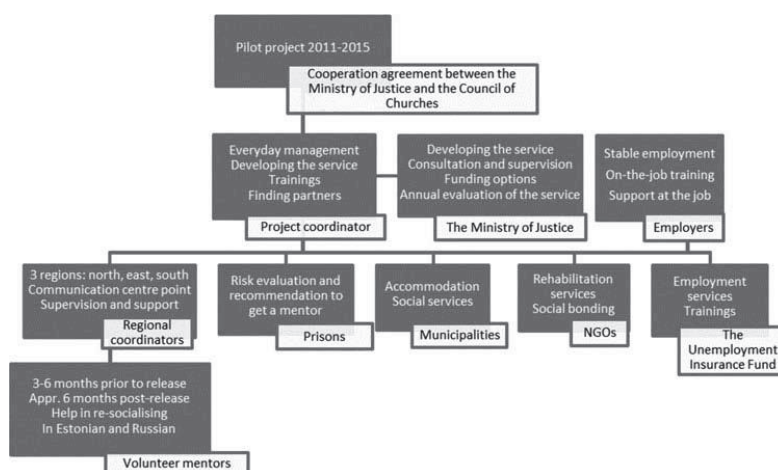 Pilot project 2011-2015
Cooperation agreement between the
Ministry of Justice and the Council of
Churches
Everyday management
Developing the service
Trainings
Finding partners
Project coordinator
Developing the service
Consultation and supervision
Funding options
Annual evaluation of the service
The Ministry of Justice
Stable employment
On-the-job training
Support at the job
Employers
3 regions: north, east, south
Communication centre point
Supervision and support
Regional
coordinators
Risk evaluation and
recommendation to
get a mentor
Prisons
Accommodation
Social services
Municipalities
Rehabilitation
services
Social bonding
NGOs
Employment
services
Trainings
The
Unemployment
Insurance Fund
3-6 months prior to release
Appr. 6 months post-release
Help in re-socialising
In Estonian and Russian
Volunteer mentors